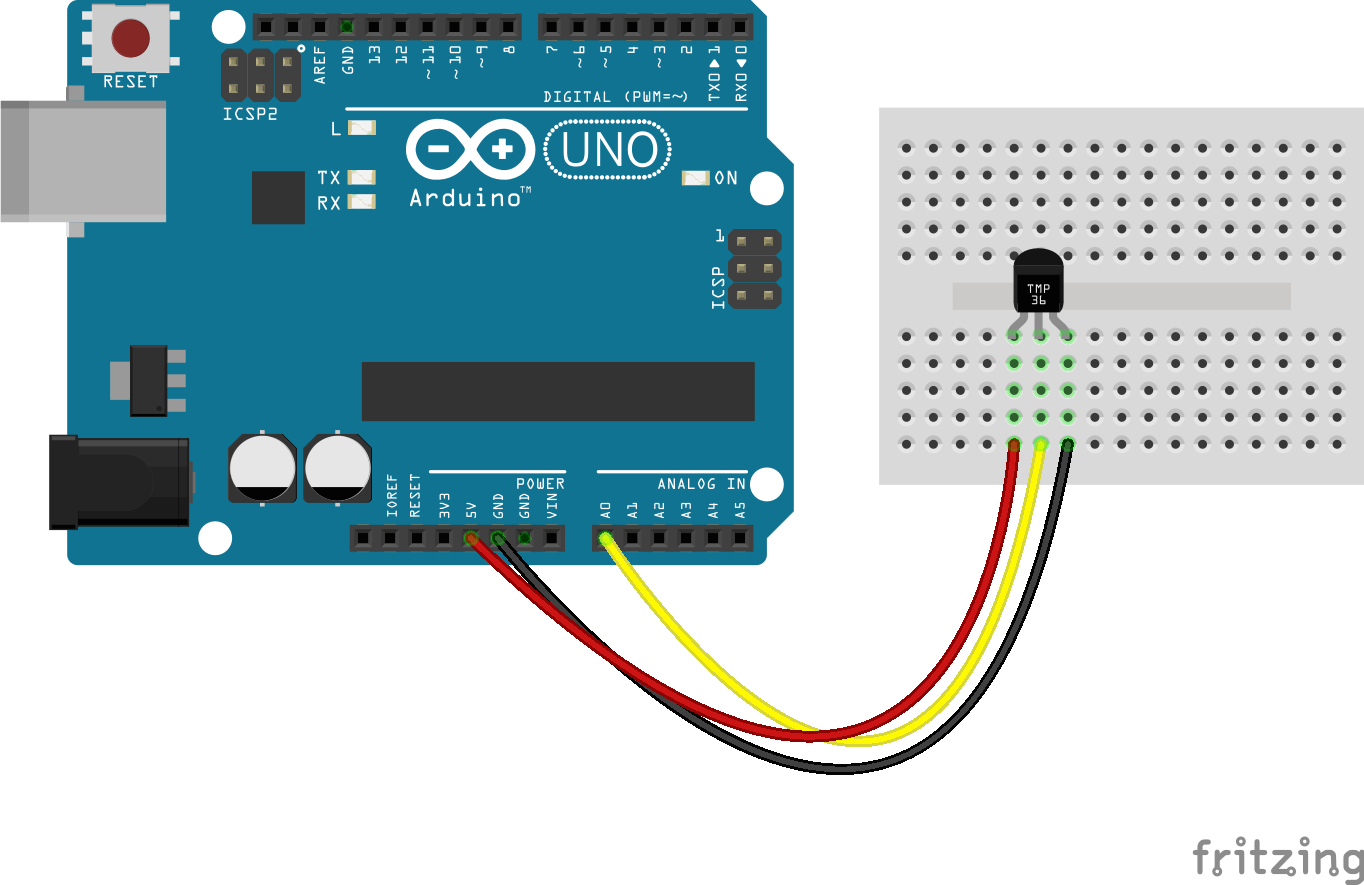 RESET
ICSP2
AREF
GND
13
12
~11
~10
~9
8
7
~6
~5
4
~3
2
TX0▶1
RX0◀0
DIGITAL (PWM=~)
L
TX
RX
UNO
Arduino™
ON
1
ICSP
TMP
36
IOREF
RESET
3V3
5V
GND
GND
VIN
POWER
ANALOG IN
A0
A1
A2
A3
A4
A5
fritzing